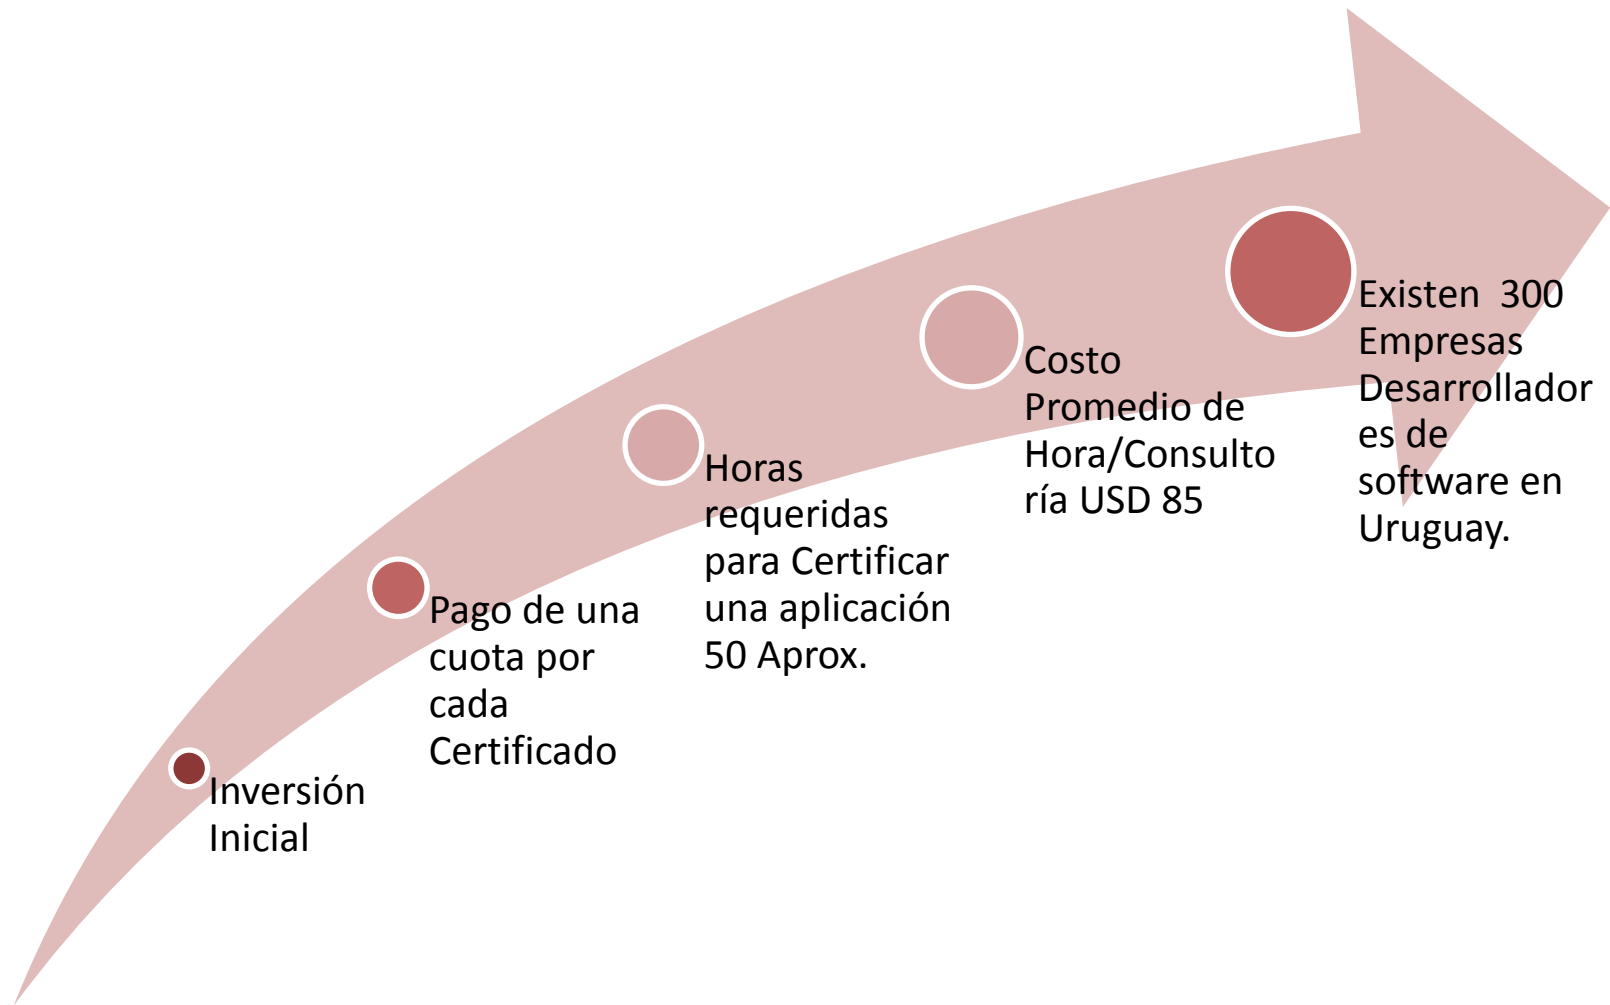 Inversión
Inicial
Pago de una
cuota por
cada
Certificado
Horas
requeridas
para Certificar
una aplicación
50 Aprox.
Costo
Promedio de
Hora/Consulto
ría USD 85
Existen  300
Empresas
Desarrollador
es de
software en
Uruguay.